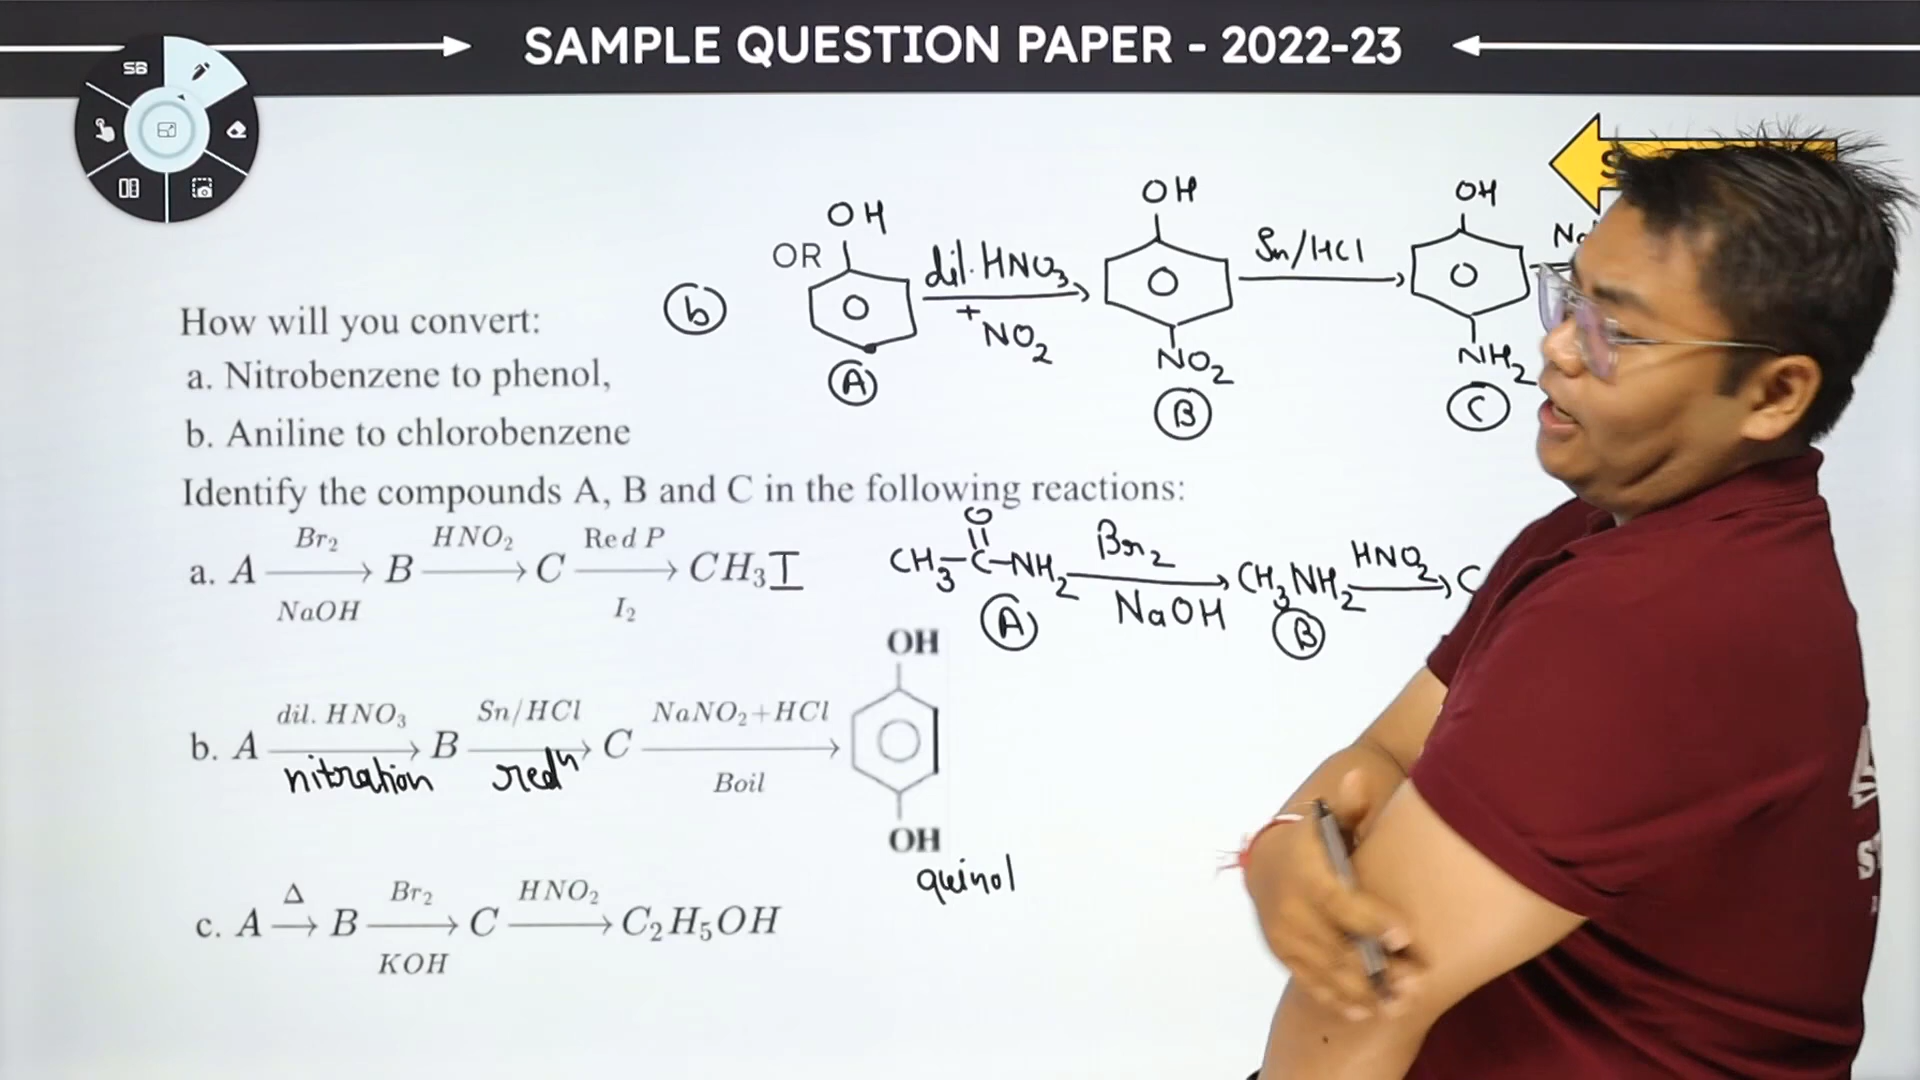 SAMPLE QUESTION PAPER - 2022-23
SB
OH
OR
b
dil. HNO3
+NO2
A
OH
NO2
B
Sn/HCl
OH
NH2
C
How will you convert:
a. Nitrobenzene to phenol,
b. Aniline to chlorobenzene
Identify the compounds A, B and C in the following reactions:
a. A Br2 NaOH → B HNO2 → C Red P I2 → CH3I
O
CH3-C-NH2 Br2 NaOH → CH3NH2 HNO2 → C
A
B
b. A dil. HNO3 → B Sn/HCl → C NaNO2+HCl Boil →
nitration redn
OH
OH
quinol
c. A Δ → B Br2 KOH → C HNO2 → C2H5OH